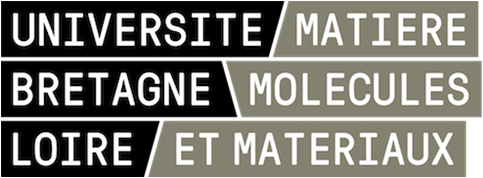 UNIVERSITE MATIERE
BRETAGNE MOLECULES
LOIRE ET MATERIAUX